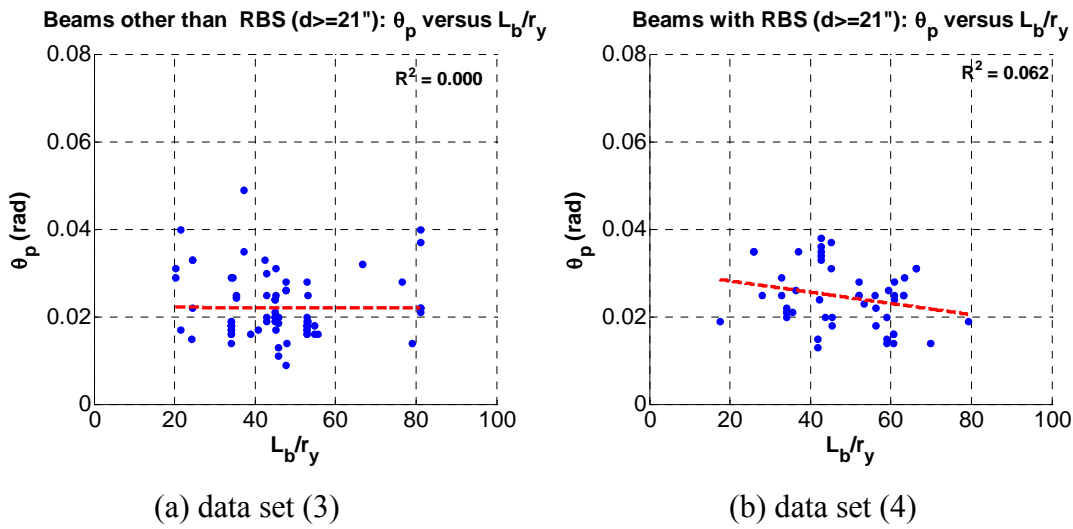 Beams other than RBS (d>=21"): θp versus Lb/ry
R² = 0.000
0.08
0.06
0.04
0.02
0
0 20 40 60 80 100
θp (rad)
Lb/ry
(a) data set (3)
Beams with RBS (d>=21"): θp versus Lb/ry
R² = 0.062
0.08
0.06
0.04
0.02
0
0 20 40 60 80 100
θp (rad)
Lb/ry
(b) data set (4)